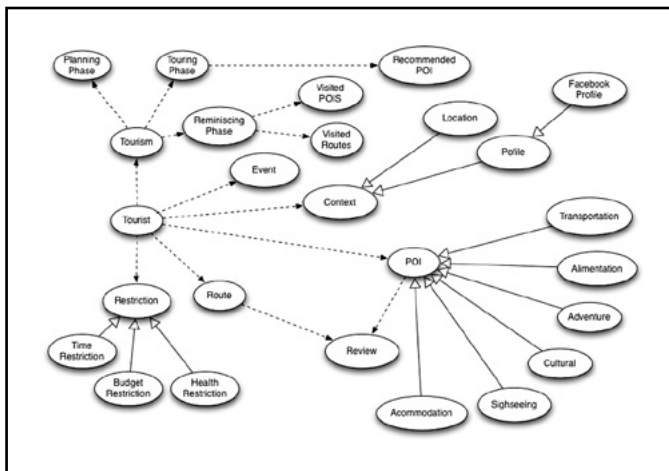 Planning
Phase
Touring
Phase
Recommended
POI
Facebook
Profile
Visited
POIS
Reminiscing
Phase
Location
Tourism
Visited
Routes
Pofile
Event
Context
Tourist
Transportation
POI
Alimentation
Restriction
Route
Adventure
Time
Restriction
Review
Cultural
Budget
Restriction
Health
Restriction
Acommodation
Sighseeing